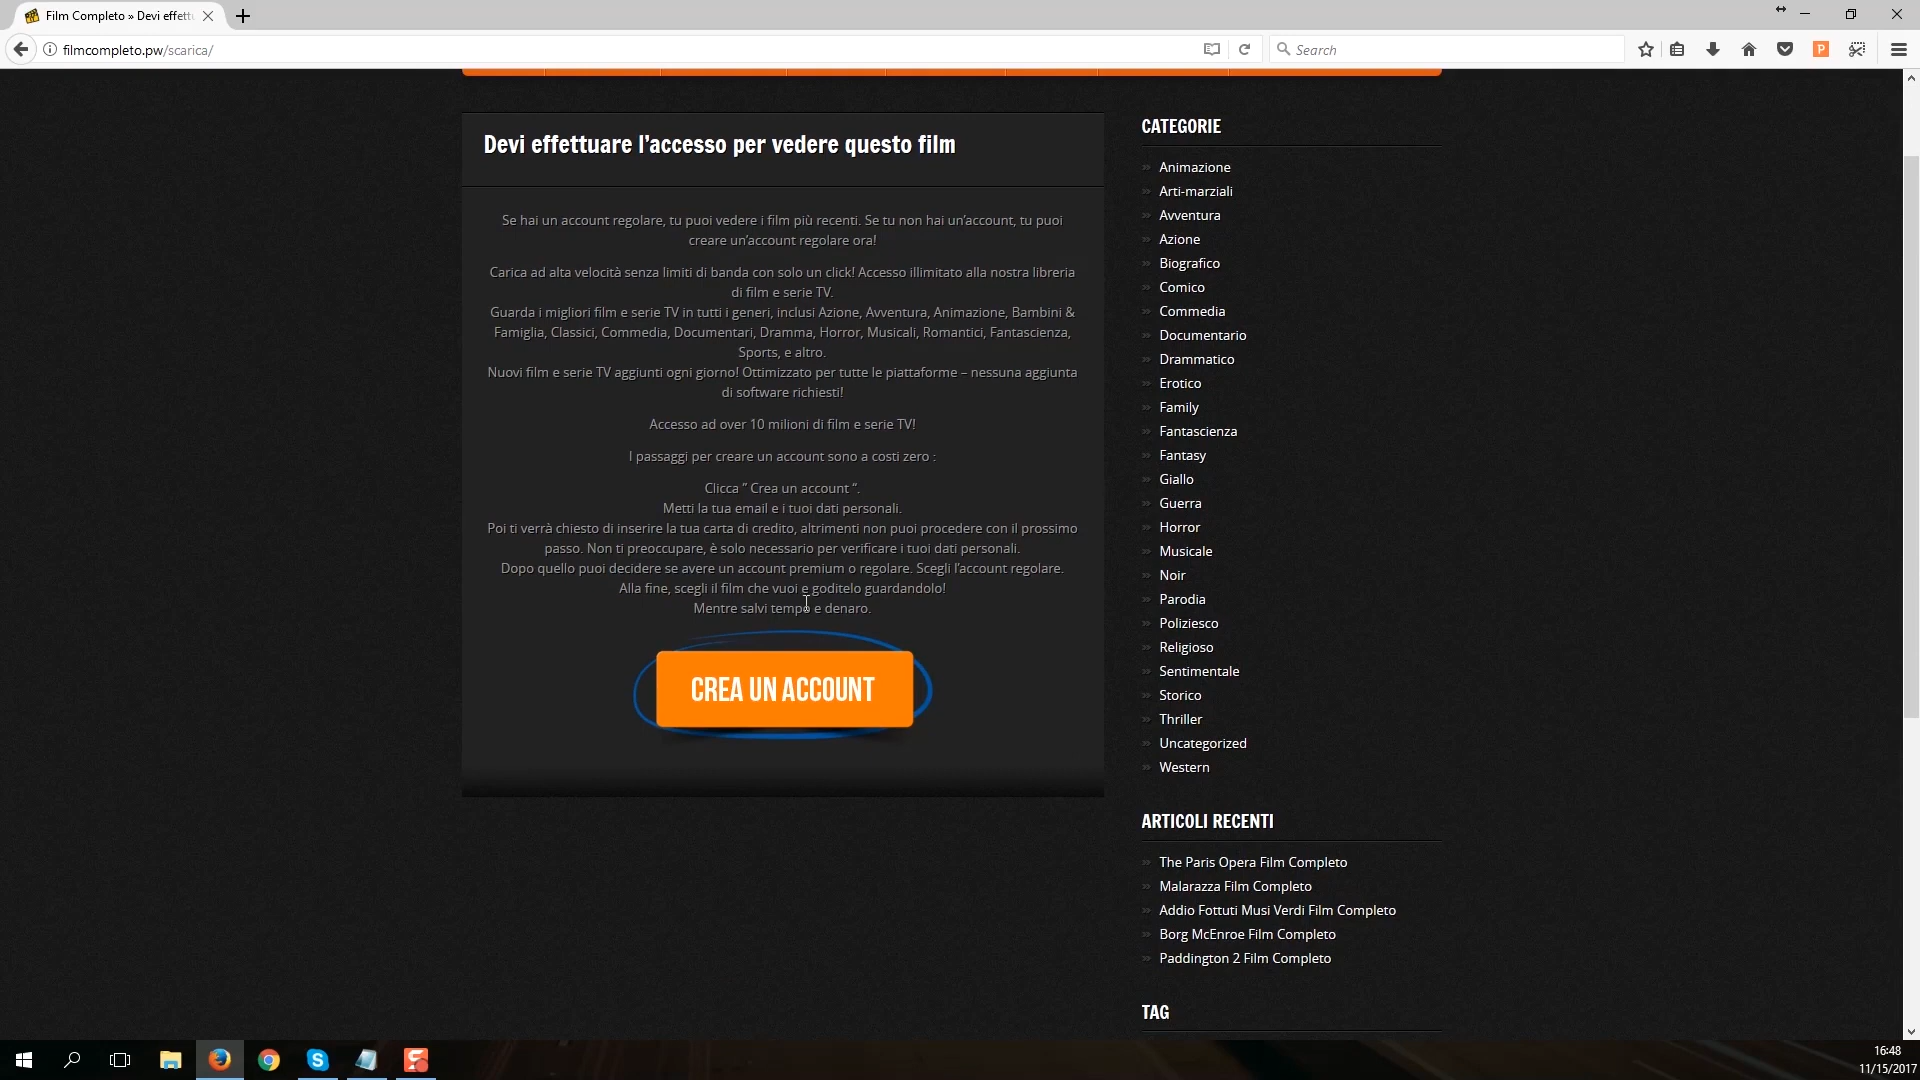 Film Completo » Devi effettu
filmcompleto.pw/scarica/
Search
Devi effettuare l'accesso per vedere questo film
Se hai un account regolare, tu puoi vedere i film più recenti. Se tu non hai un'account, tu puoi
creare un'account regolare ora!
Carica ad alta velocità senza limiti di banda con solo un click! Accesso illimitato alla nostra libreria
di film e serie TV.
Guarda i migliori film e serie TV in tutti i generi, inclusi Azione, Avventura, Animazione, Bambini &
Famiglia, Classici, Commedia, Documentari, Dramma, Horror, Musicali, Romantici, Fantascienza,
Sports, e altro.
Nuovi film e serie TV aggiunti ogni giorno! Ottimizzato per tutte le piattaforme – nessuna aggiunta
di software richiesti!
Accesso ad over 10 milioni di film e serie TV!
I passaggi per creare un account sono a costi zero :
Clicca ” Crea un account “.
Metti la tua email e i tuoi dati personali.
Poi ti verrà chiesto di inserire la tua carta di credito, altrimenti non puoi procedere con il prossimo
passo. Non ti preoccupare, è solo necessario per verificare i tuoi dati personali.
Dopo quello puoi decidere se avere un account premium o regolare. Scegli l'account regolare.
Alla fine, scegli il film che vuoi e goditelo guardandolo!
Mentre salvi tempo e denaro.
CREA UN ACCOUNT
CATEGORIE
Animazione
Arti-marziali
Avventura
Azione
Biografico
Comico
Commedia
Documentario
Drammatico
Erotico
Family
Fantascienza
Fantasy
Giallo
Guerra
Horror
Musicale
Noir
Parodia
Poliziesco
Religioso
Sentimentale
Storico
Thriller
Uncategorized
Western
ARTICOLI RECENTI
The Paris Opera Film Completo
Malarazza Film Completo
Addio Fottuti Musi Verdi Film Completo
Borg McEnroe Film Completo
Paddington 2 Film Completo
TAG
16:48
11/15/2017